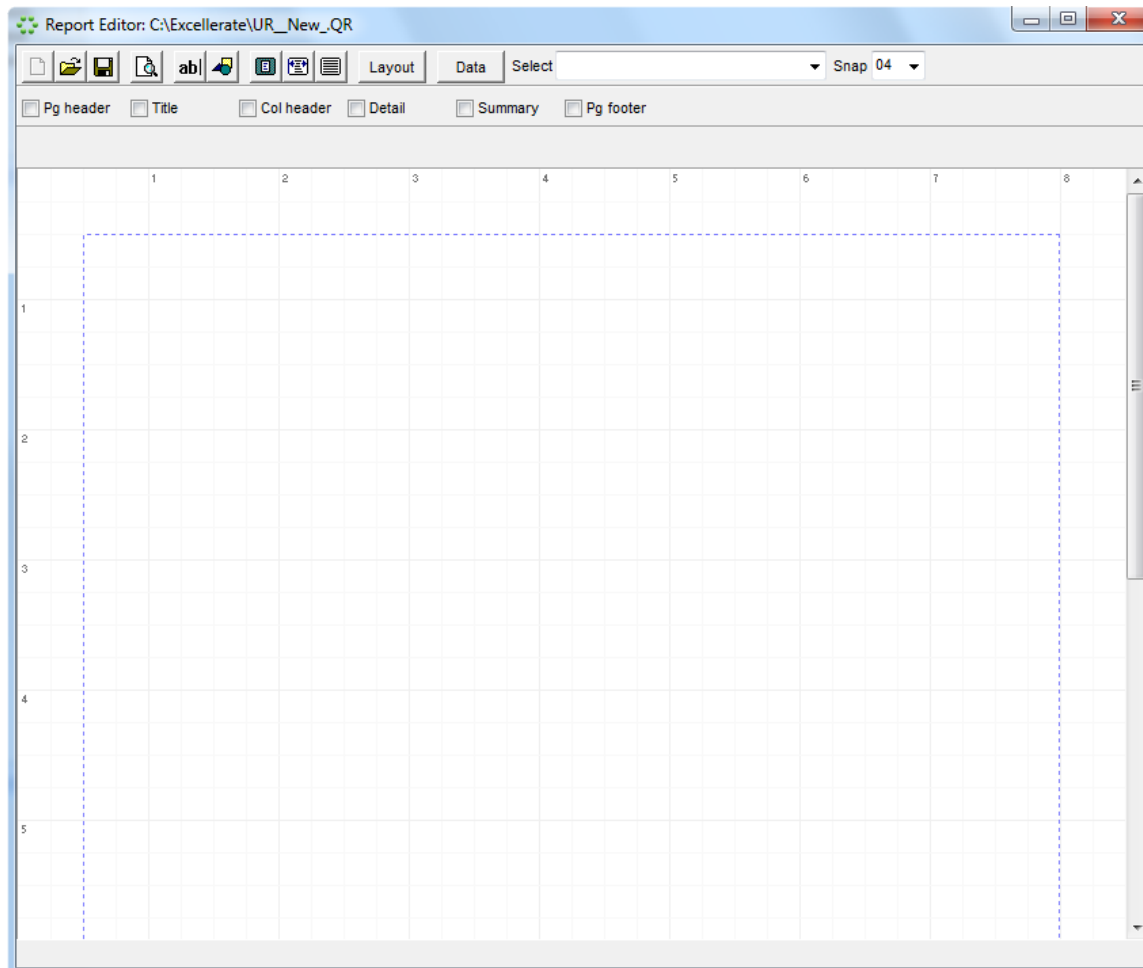 Report Editor: C:\Excellerate\UR__New_.QR
ab| Layout Data Select Snap 04
Pg header Title Col header Detail Summary Pg footer
1 2 3 4 5 6 7 8
1
2
3
4
5